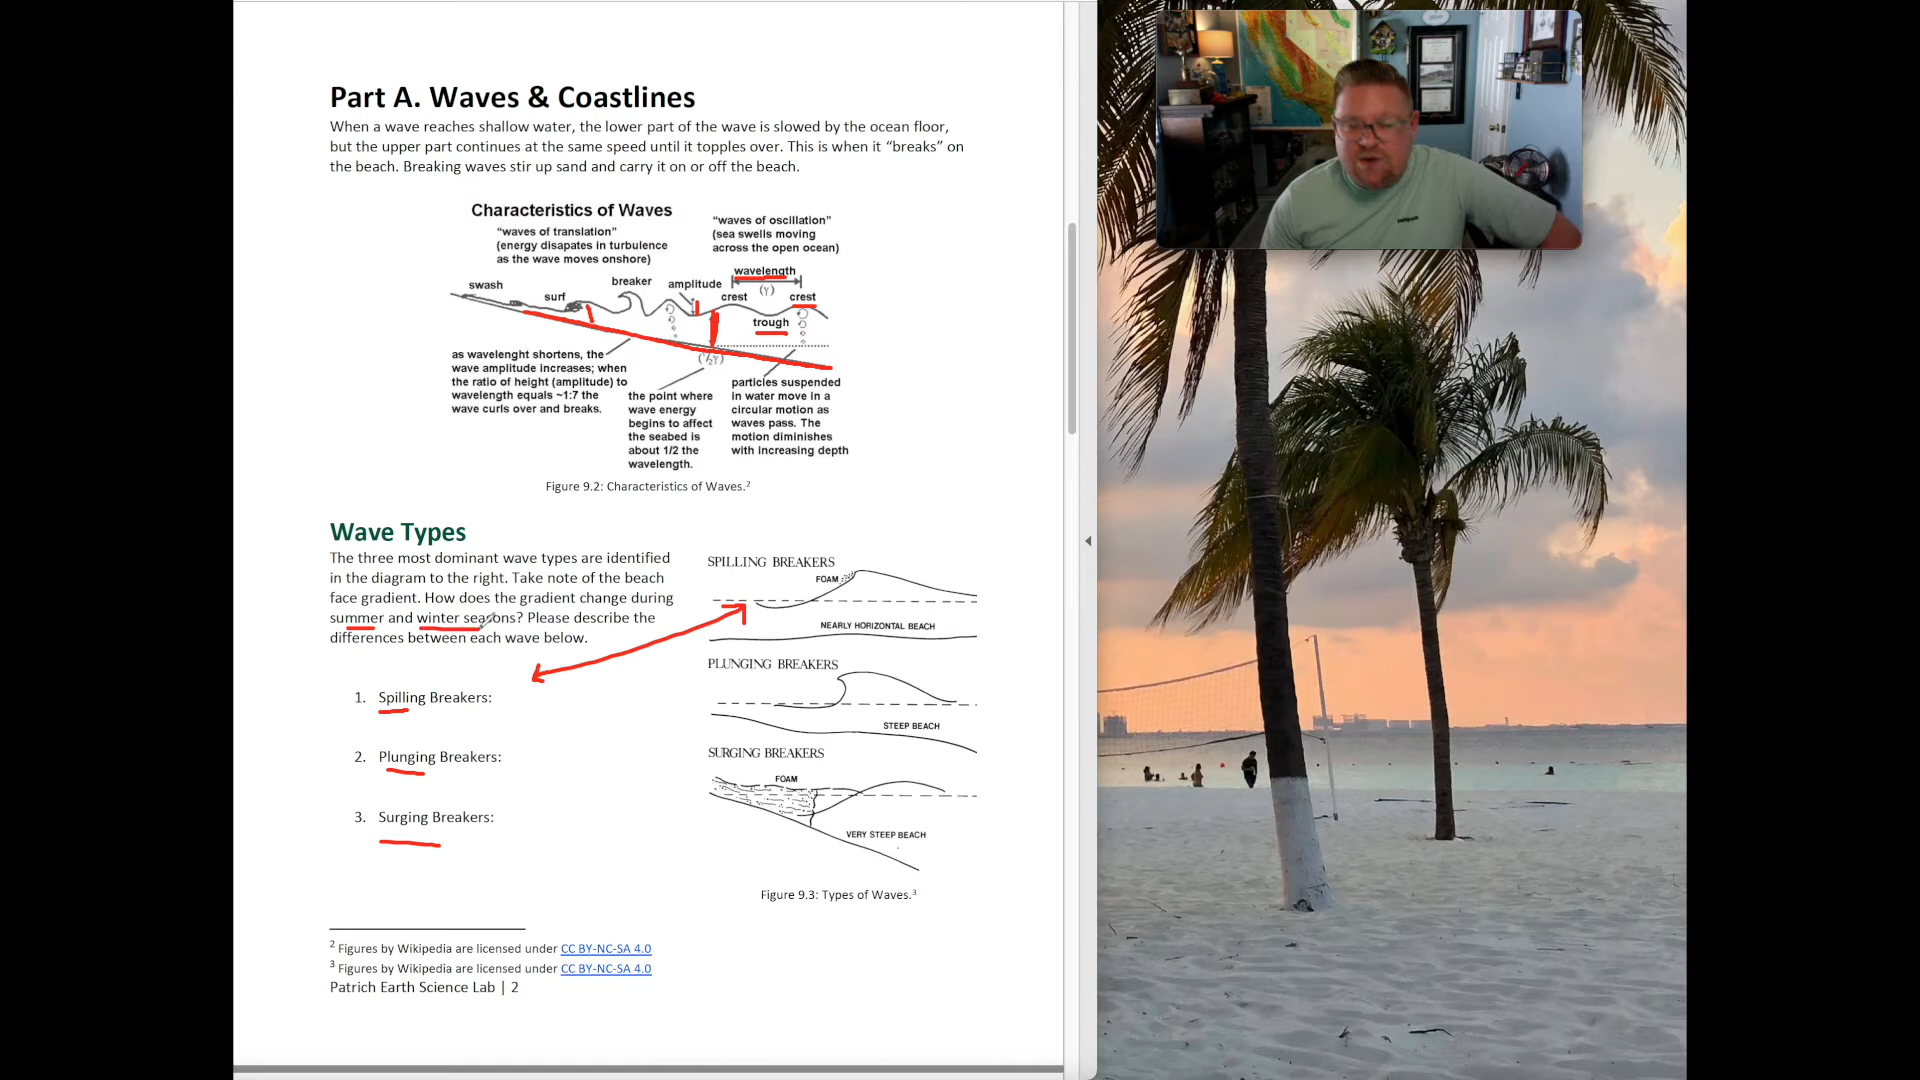 Part A. Waves & Coastlines
When a wave reaches shallow water, the lower part of the wave is slowed by the ocean floor,
but the upper part continues at the same speed until it topples over. This is when it “breaks” on
the beach. Breaking waves stir up sand and carry it on or off the beach.
Characteristics of Waves
"waves of translation"
(energy disapates in turbulence
as the wave moves onshore)
"waves of oscillation"
(sea swells moving
across the open ocean)
swash
surf
breaker
amplitude
wavelength
(γ)
crest
crest
trough
(½γ)
as wavelenght shortens, the
wave amplitude increases; when
the ratio of height (amplitude) to
wavelength equals ~1:7 the
wave curls over and breaks.
the point where
wave energy
begins to affect
the seabed is
about 1/2 the
wavelength.
particles suspended
in water move in a
circular motion as
waves pass. The
motion diminishes
with increasing depth
Figure 9.2: Characteristics of Waves.²
Wave Types
The three most dominant wave types are identified
in the diagram to the right. Take note of the beach
face gradient. How does the gradient change during
summer and winter seasons? Please describe the
differences between each wave below.
1. Spilling Breakers:
2. Plunging Breakers:
3. Surging Breakers:
SPILLING BREAKERS
FOAM
NEARLY HORIZONTAL BEACH
PLUNGING BREAKERS
STEEP BEACH
SURGING BREAKERS
FOAM
VERY STEEP BEACH
Figure 9.3: Types of Waves.³
² Figures by Wikipedia are licensed under CC BY-NC-SA 4.0
³ Figures by Wikipedia are licensed under CC BY-NC-SA 4.0
Patrich Earth Science Lab | 2